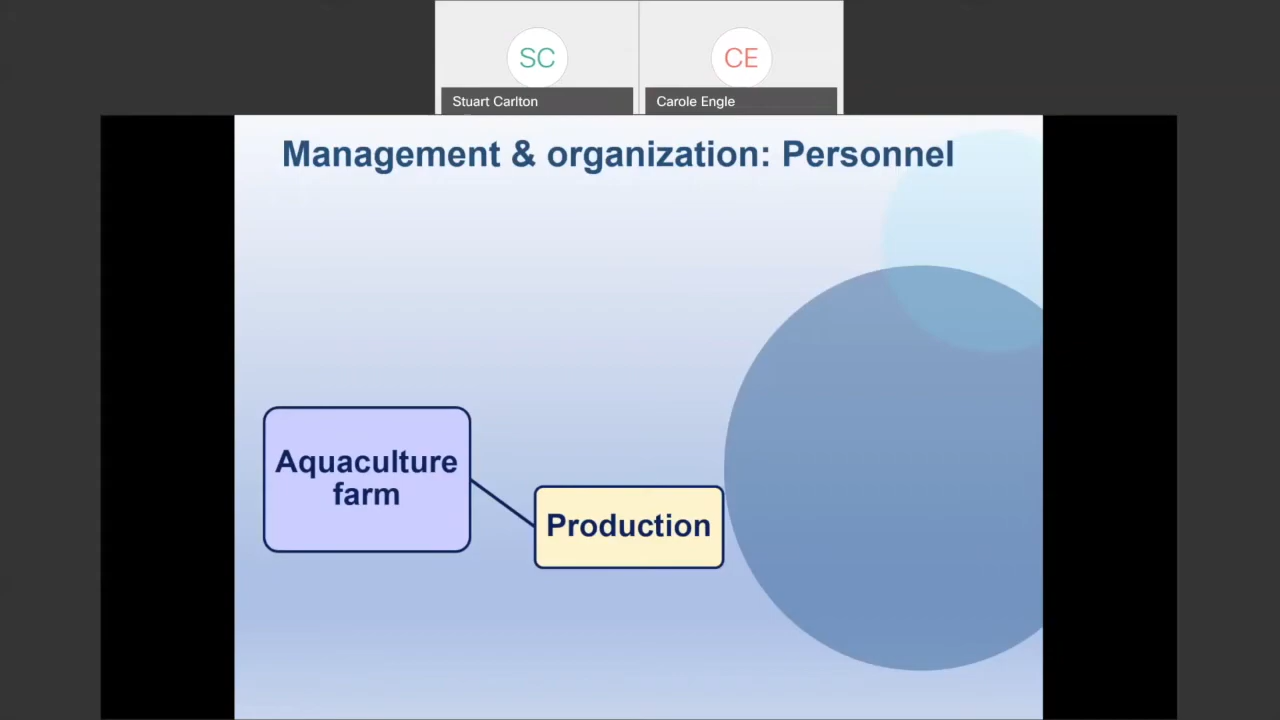 SC
CE
Stuart Carlton
Carole Engle
Management & organization: Personnel
Aquaculture
farm
Production